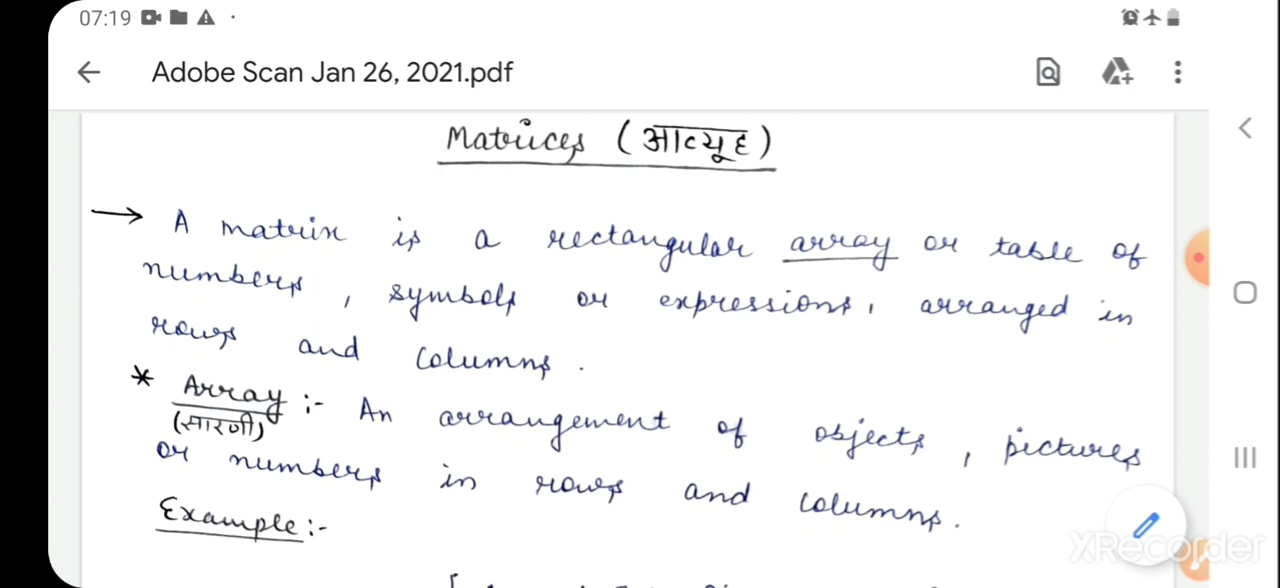 07:19
Adobe Scan Jan 26, 2021.pdf
Matrices (आव्यूह)
→ A matrix is a rectangular array or table of
numbers, symbols or expressions, arranged in
rows and columns.
* Array :- An arrangement of objects, pictures
(सारणी)
or numbers in rows and columns.
Example :-
XRecorder